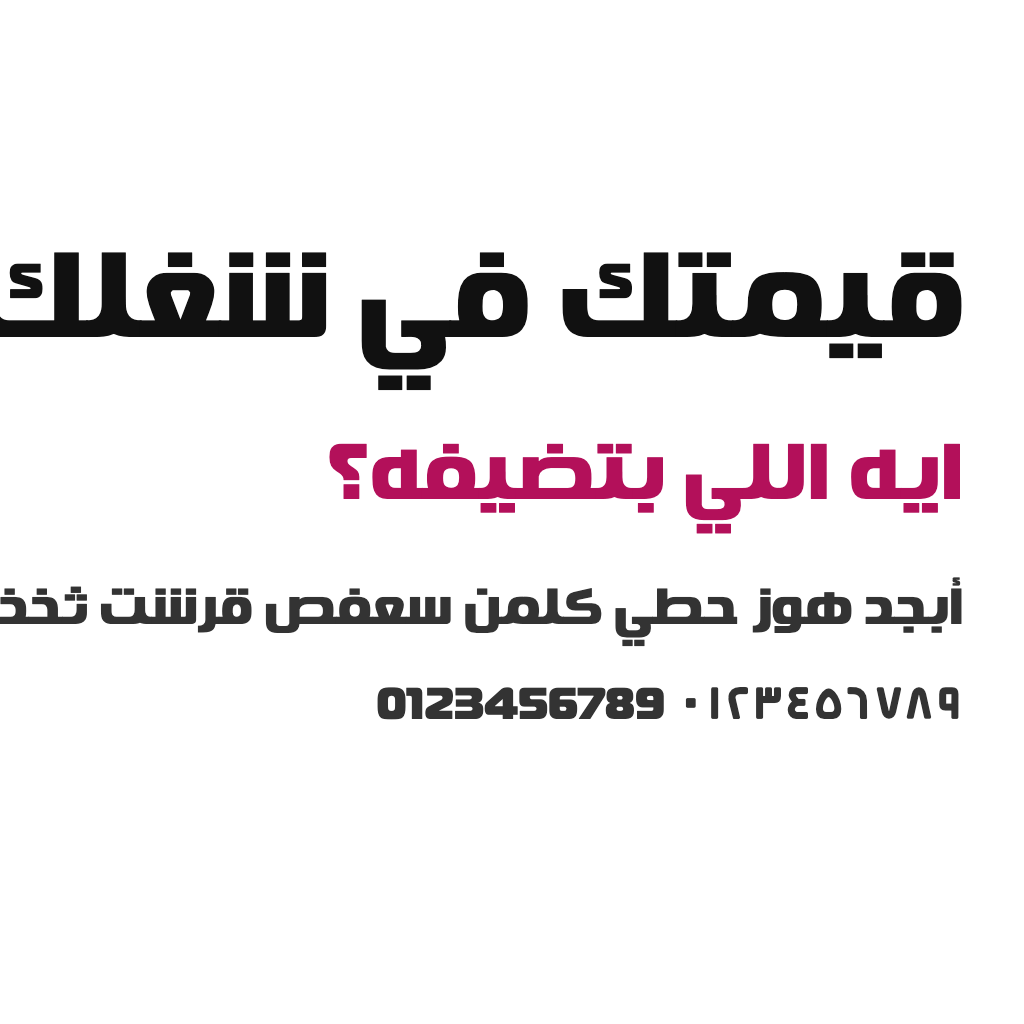 قيمتك في شغلك
ايه اللي بتضيفه؟
أبجد هوز حطي كلمن سعفص قرشت ثخذ
0123456789 ٠١٢٣٤٥٦٧٨٩